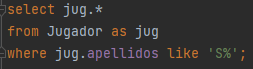 select jug.*
from Jugador as jug
where jug.apellidos like 'S%';